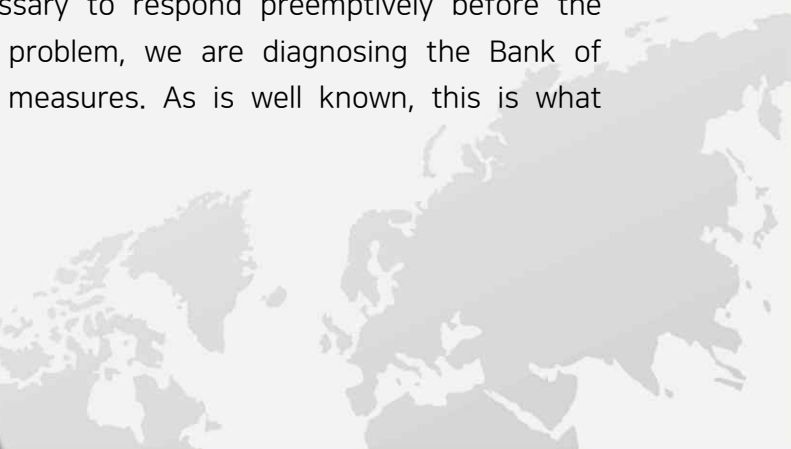 ssary to respond preemptively before the
problem, we are diagnosing the Bank of
measures. As is well known, this is what